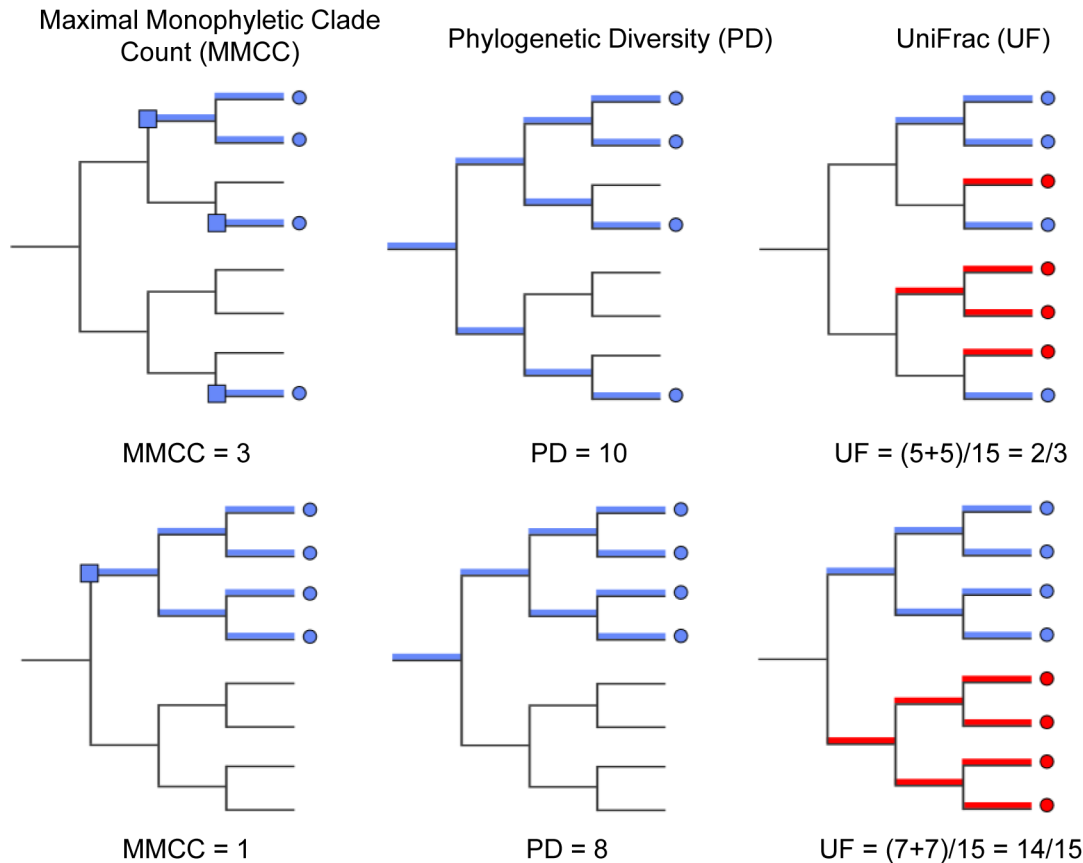 Maximal Monophyletic Clade
Count (MMCC)
Phylogenetic Diversity (PD)
UniFrac (UF)
MMCC = 3
PD = 10
UF = (5+5)/15 = 2/3
MMCC = 1
PD = 8
UF = (7+7)/15 = 14/15